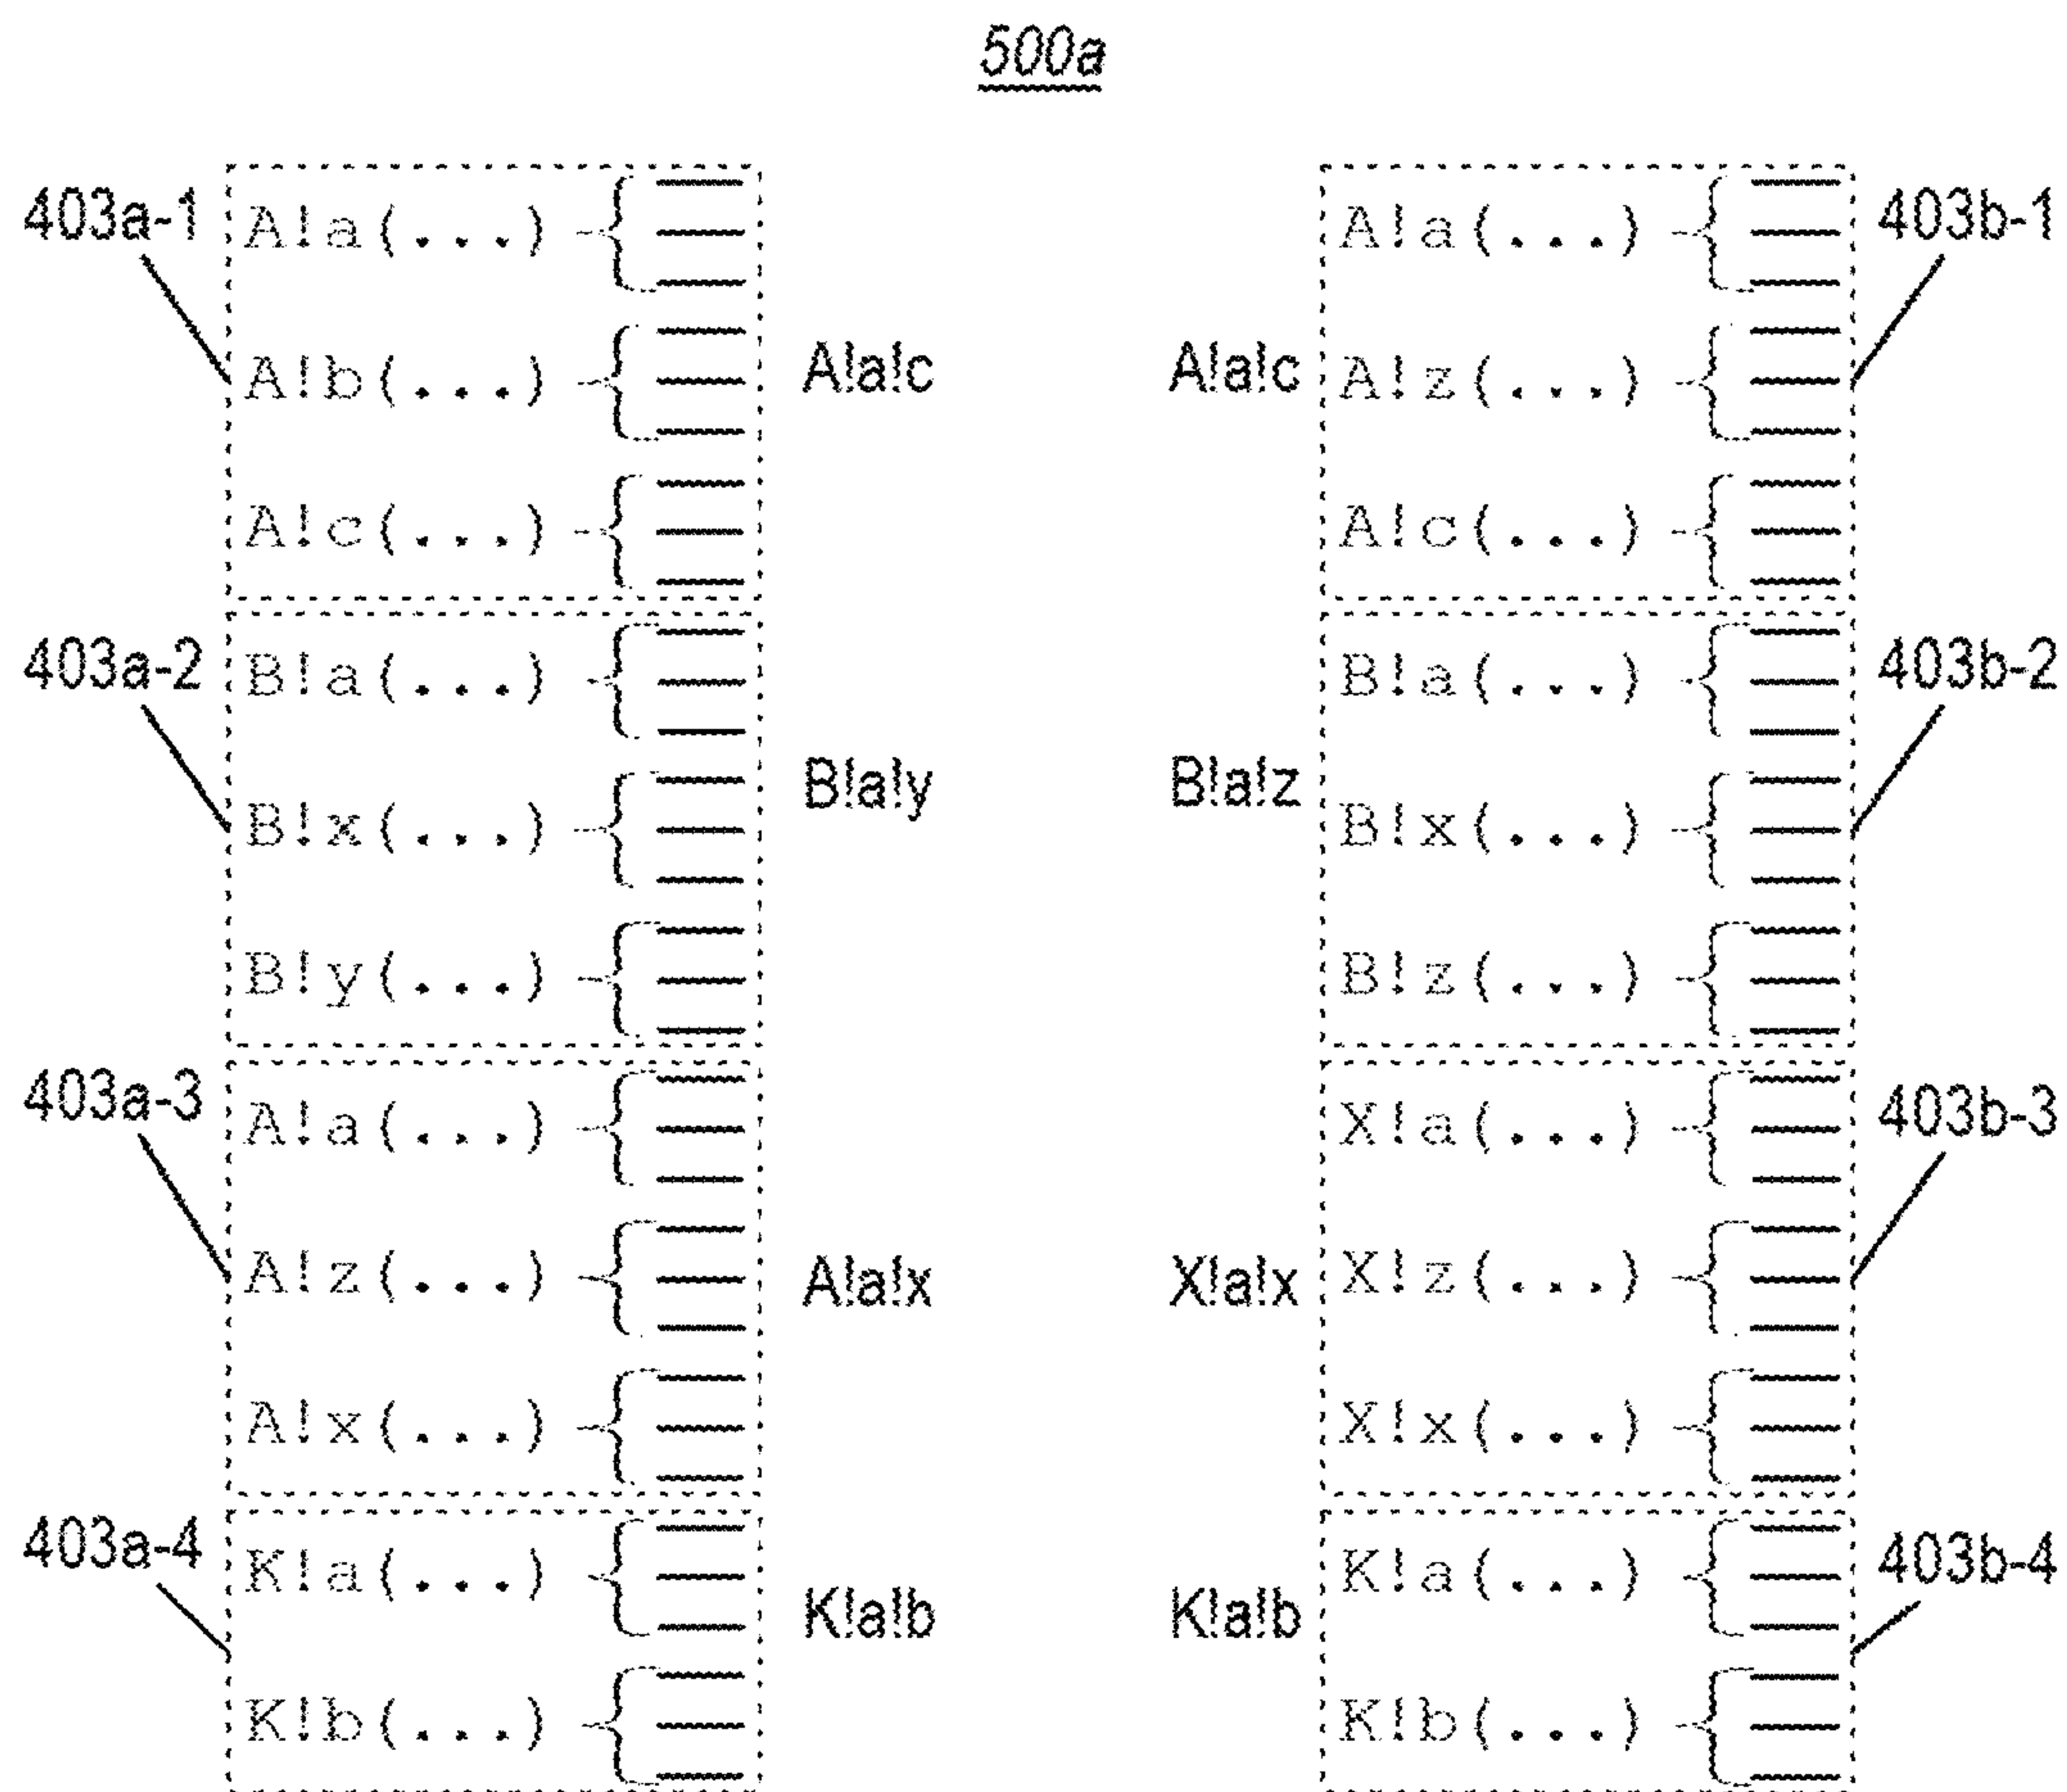 500a
403a-1 A!a(...) A!a(...) 403b-1
A!b(...) A!a!c A!a!c A!z(...)
A!c(...) A!c(...)
403a-2 B!a(...) B!a(...) 403b-2
B!x(...) B!a!y B!a!z B!x(...)
B!y(...) B!z(...)
403a-3 A!a(...) X!a(...) 403b-3
A!z(...) A!a!x X!a!x X!z(...)
A!x(...) X!x(...)
403a-4 K!a(...) K!a(...) 403b-4
K!a!b K!a!b
K!b(...) K!b(...)